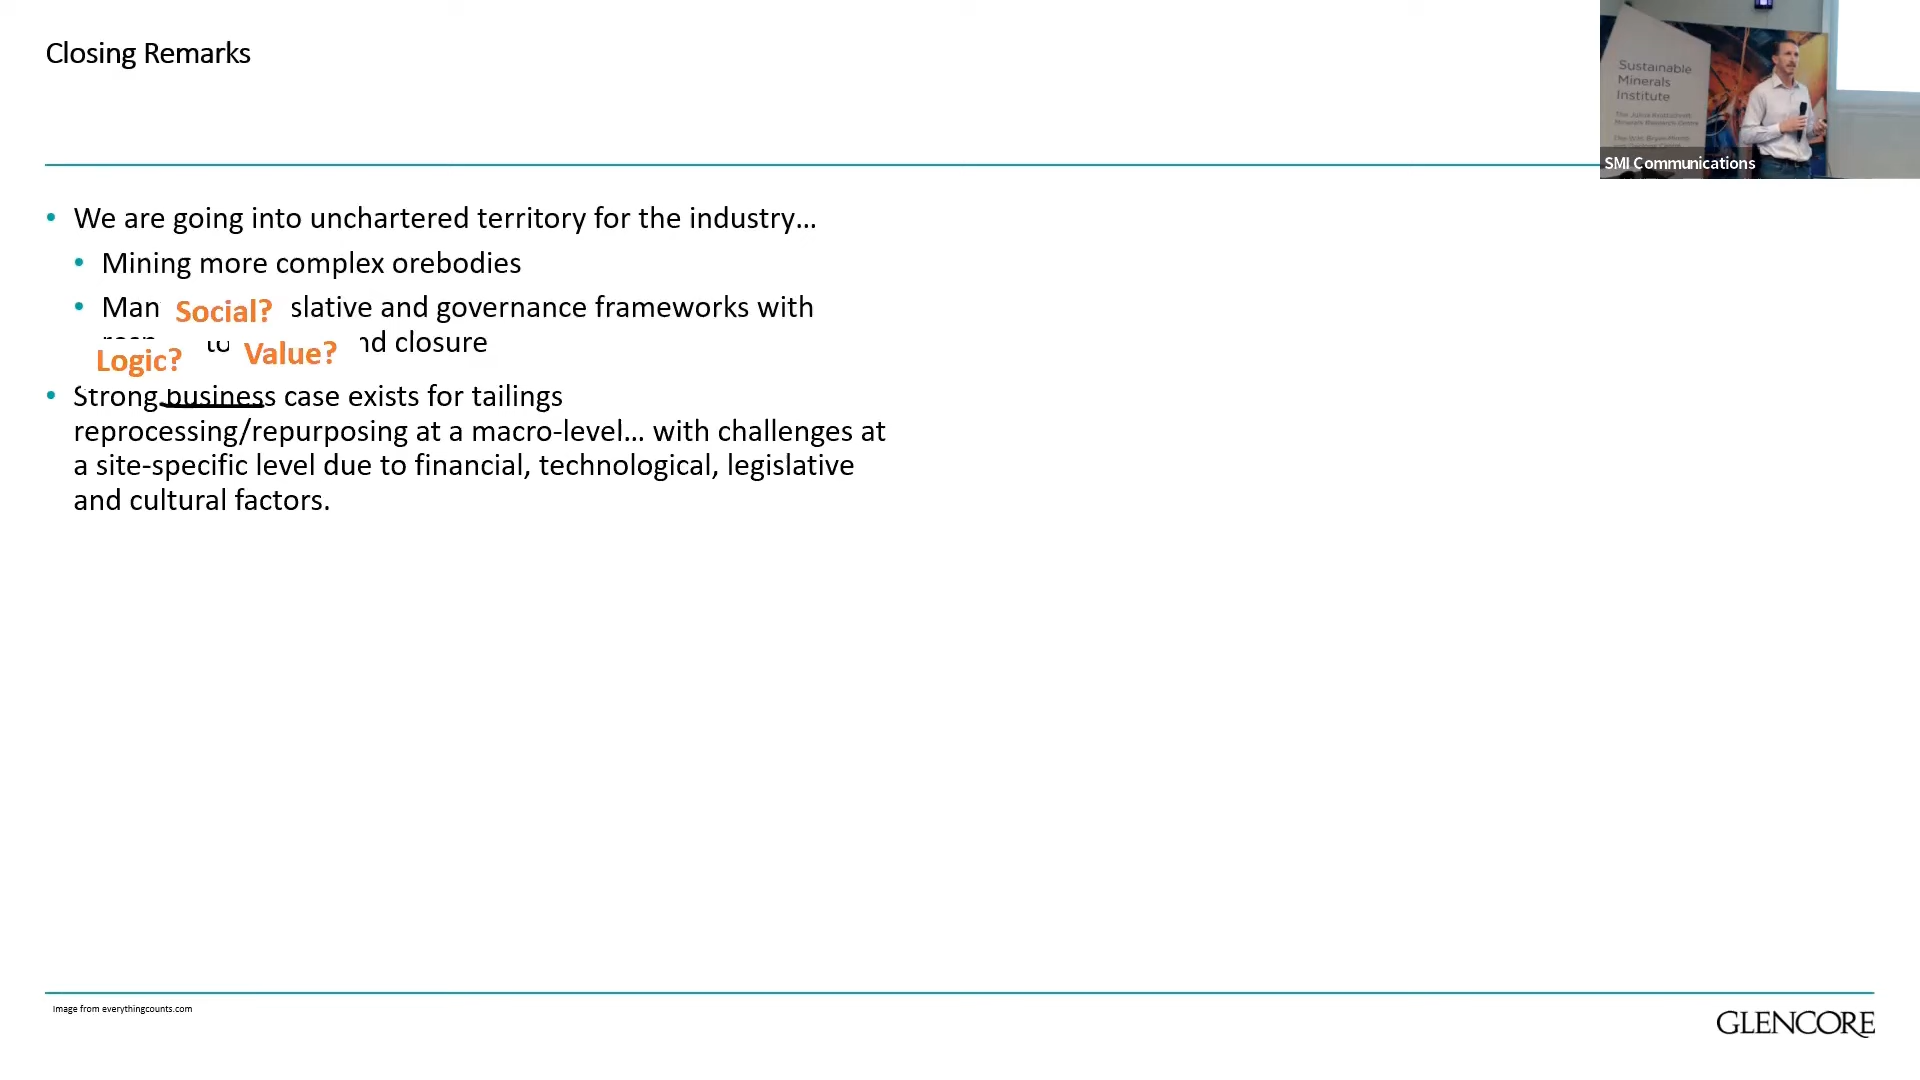 Closing Remarks
Sustainable
Minerals
Institute
SMI Communications
• We are going into unchartered territory for the industry…
• Mining more complex orebodies
• Man Social? slative and governance frameworks with
to nd closure
Logic? Value?
• Strong business case exists for tailings
reprocessing/repurposing at a macro-level… with challenges at
a site-specific level due to financial, technological, legislative
and cultural factors.
Image from everythingcounts.com
GLENCORE